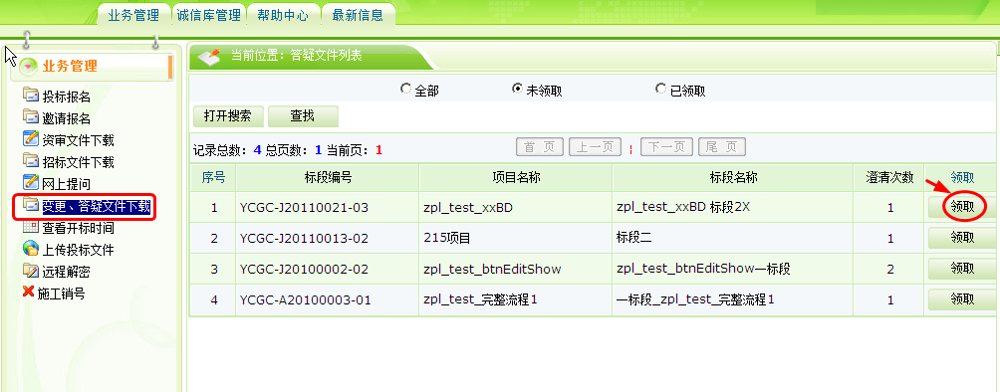 业务管理 诚信库管理 帮助中心 最新信息
业务管理
投标报名
邀请报名
资审文件下载
招标文件下载
网上提问
变更、答疑文件下载
查看开标时间
上传投标文件
远程解密
施工销号
当前位置：答疑文件列表
全部 未领取 已领取
打开搜索 查找
记录总数：4 总页数：1 当前页：1 首 页 上一页 ¦ 下一页 尾 页
序号 标段编号 项目名称 标段名称 澄清次数 领取
1 YCGC-J20110021-03 zpl_test_xxBD zpl_test_xxBD 标段2X 1 领取
2 YCGC-J20110013-02 215项目 标段二 1 领取
3 YCGC-J20100002-02 zpl_test_btnEditShow zpl_test_btnEditShow一标段 2 领取
4 YCGC-A20100003-01 zpl_test_完整流程1 一标段_zpl_test_完整流程1 1 领取